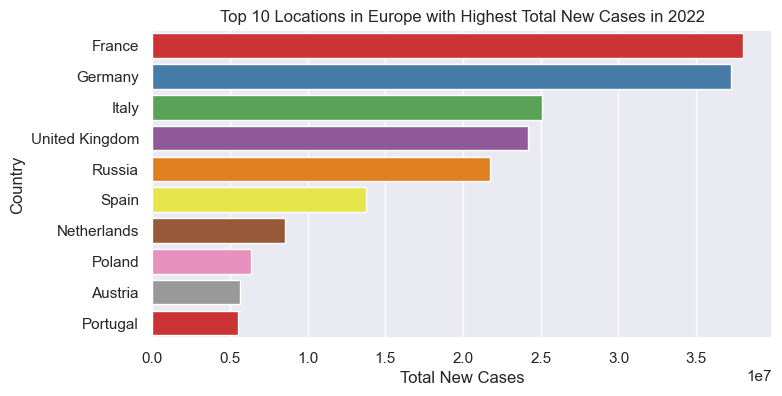 Top 10 Locations in Europe with Highest Total New Cases in 2022
Country
France
Germany
Italy
United Kingdom
Russia
Spain
Netherlands
Poland
Austria
Portugal
0.0 0.5 1.0 1.5 2.0 2.5 3.0 3.5
1e7
Total New Cases